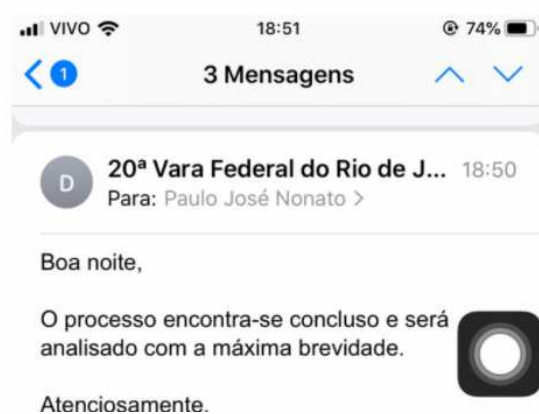 VIVO 18:51 74%
1 3 Mensagens
D 20ª Vara Federal do Rio de J... 18:50
Para: Paulo José Nonato >
Boa noite,
O processo encontra-se concluso e será
analisado com a máxima brevidade.
Atenciosamente,